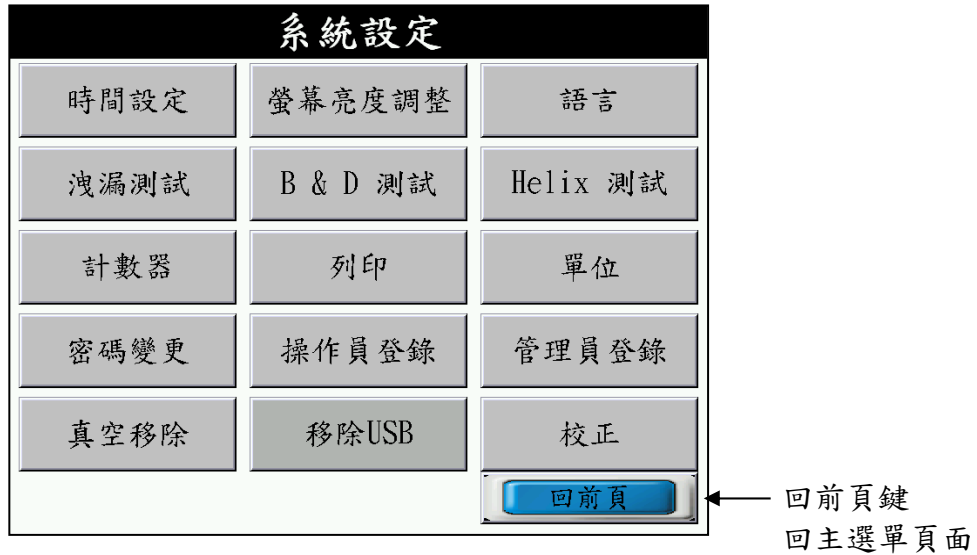 系統設定
時間設定 螢幕亮度調整 語言
洩漏測試 B & D 測試 Helix 測試
計數器 列印 單位
密碼變更 操作員登錄 管理員登錄
真空移除 移除USB 校正
回前頁 回前頁鍵
回主選單頁面